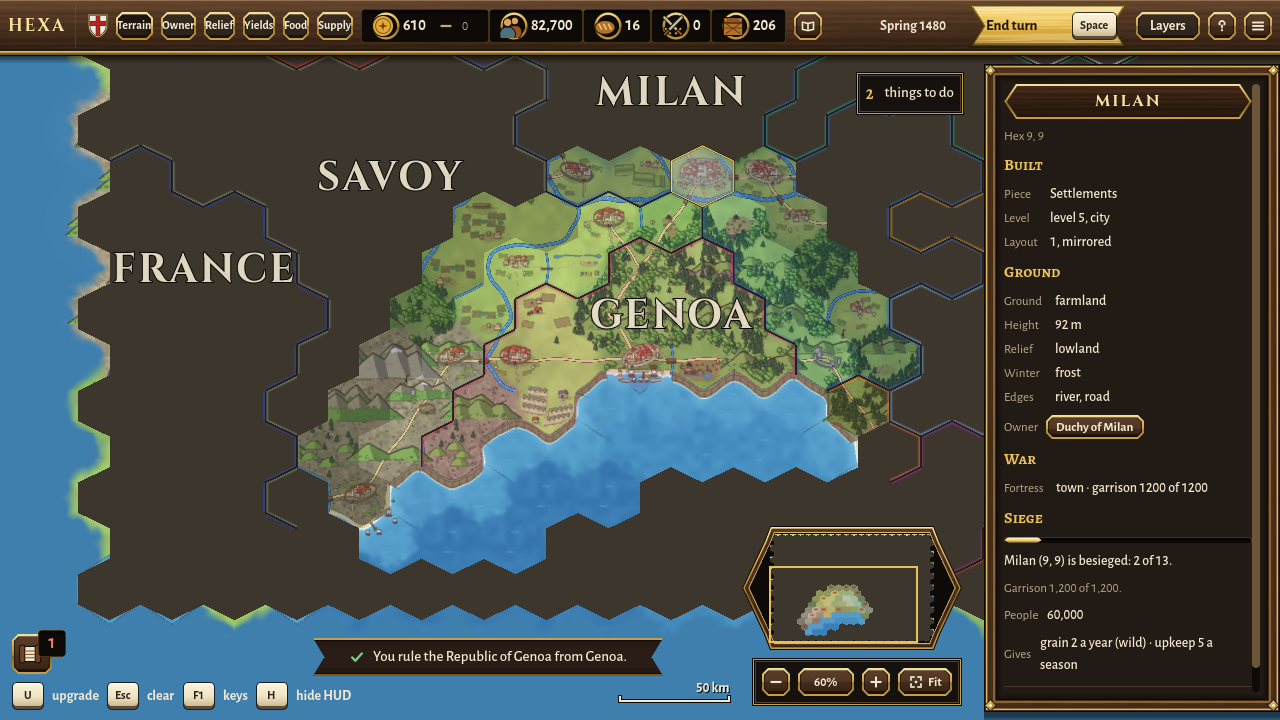 HEXA
Terrain
Owner
Relief
Yields
Food
Supply
610 — 0
82,700
16
0
206
Spring 1480
End turn
Space
Layers
?
MILAN
SAVOY
FRANCE
GENOA
2 things to do
MILAN
Hex 9, 9
BUILT
Piece Settlements
Level level 5, city
Layout 1, mirrored
GROUND
Ground farmland
Height 92 m
Relief lowland
Winter frost
Edges river, road
Owner Duchy of Milan
WAR
Fortress town · garrison 1200 of 1200
SIEGE
Milan (9, 9) is besieged: 2 of 13.
Garrison 1,200 of 1,200.
People 60,000
Gives grain 2 a year (wild) · upkeep 5 a
season
1
You rule the Republic of Genoa from Genoa.
U upgrade Esc clear F1 keys H hide HUD
50 km
− 60% + Fit